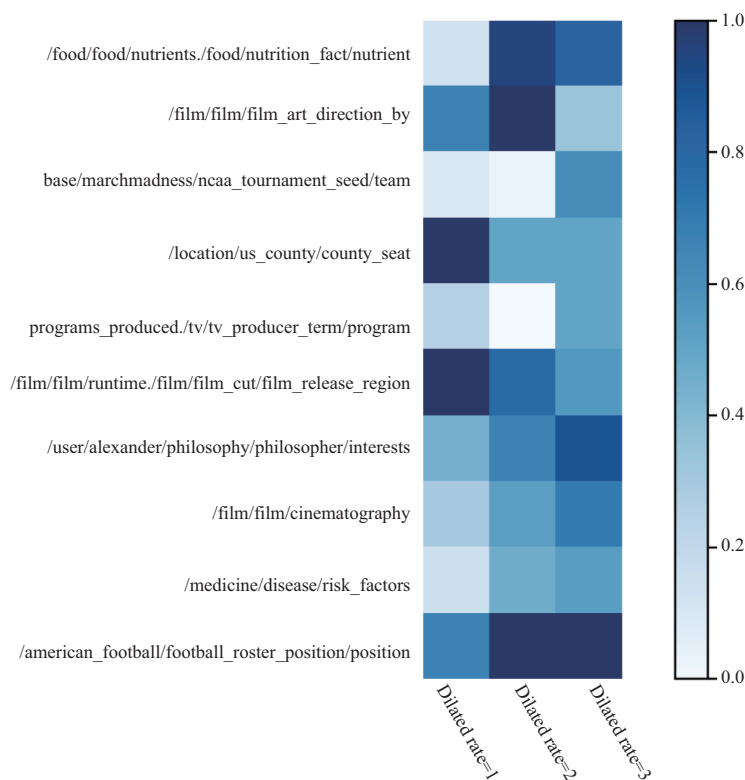 /food/food/nutrients./food/nutrition_fact/nutrient
/film/film/film_art_direction_by
base/marchmadness/ncaa_tournament_seed/team
/location/us_county/county_seat
programs_produced./tv/tv_producer_term/program
/film/film/runtime./film/film_cut/film_release_region
/user/alexander/philosophy/philosopher/interests
/film/film/cinematography
/medicine/disease/risk_factors
/american_football/football_roster_position/position
Dilated rate=1
Dilated rate=2
Dilated rate=3
1.0
0.8
0.6
0.4
0.2
0.0